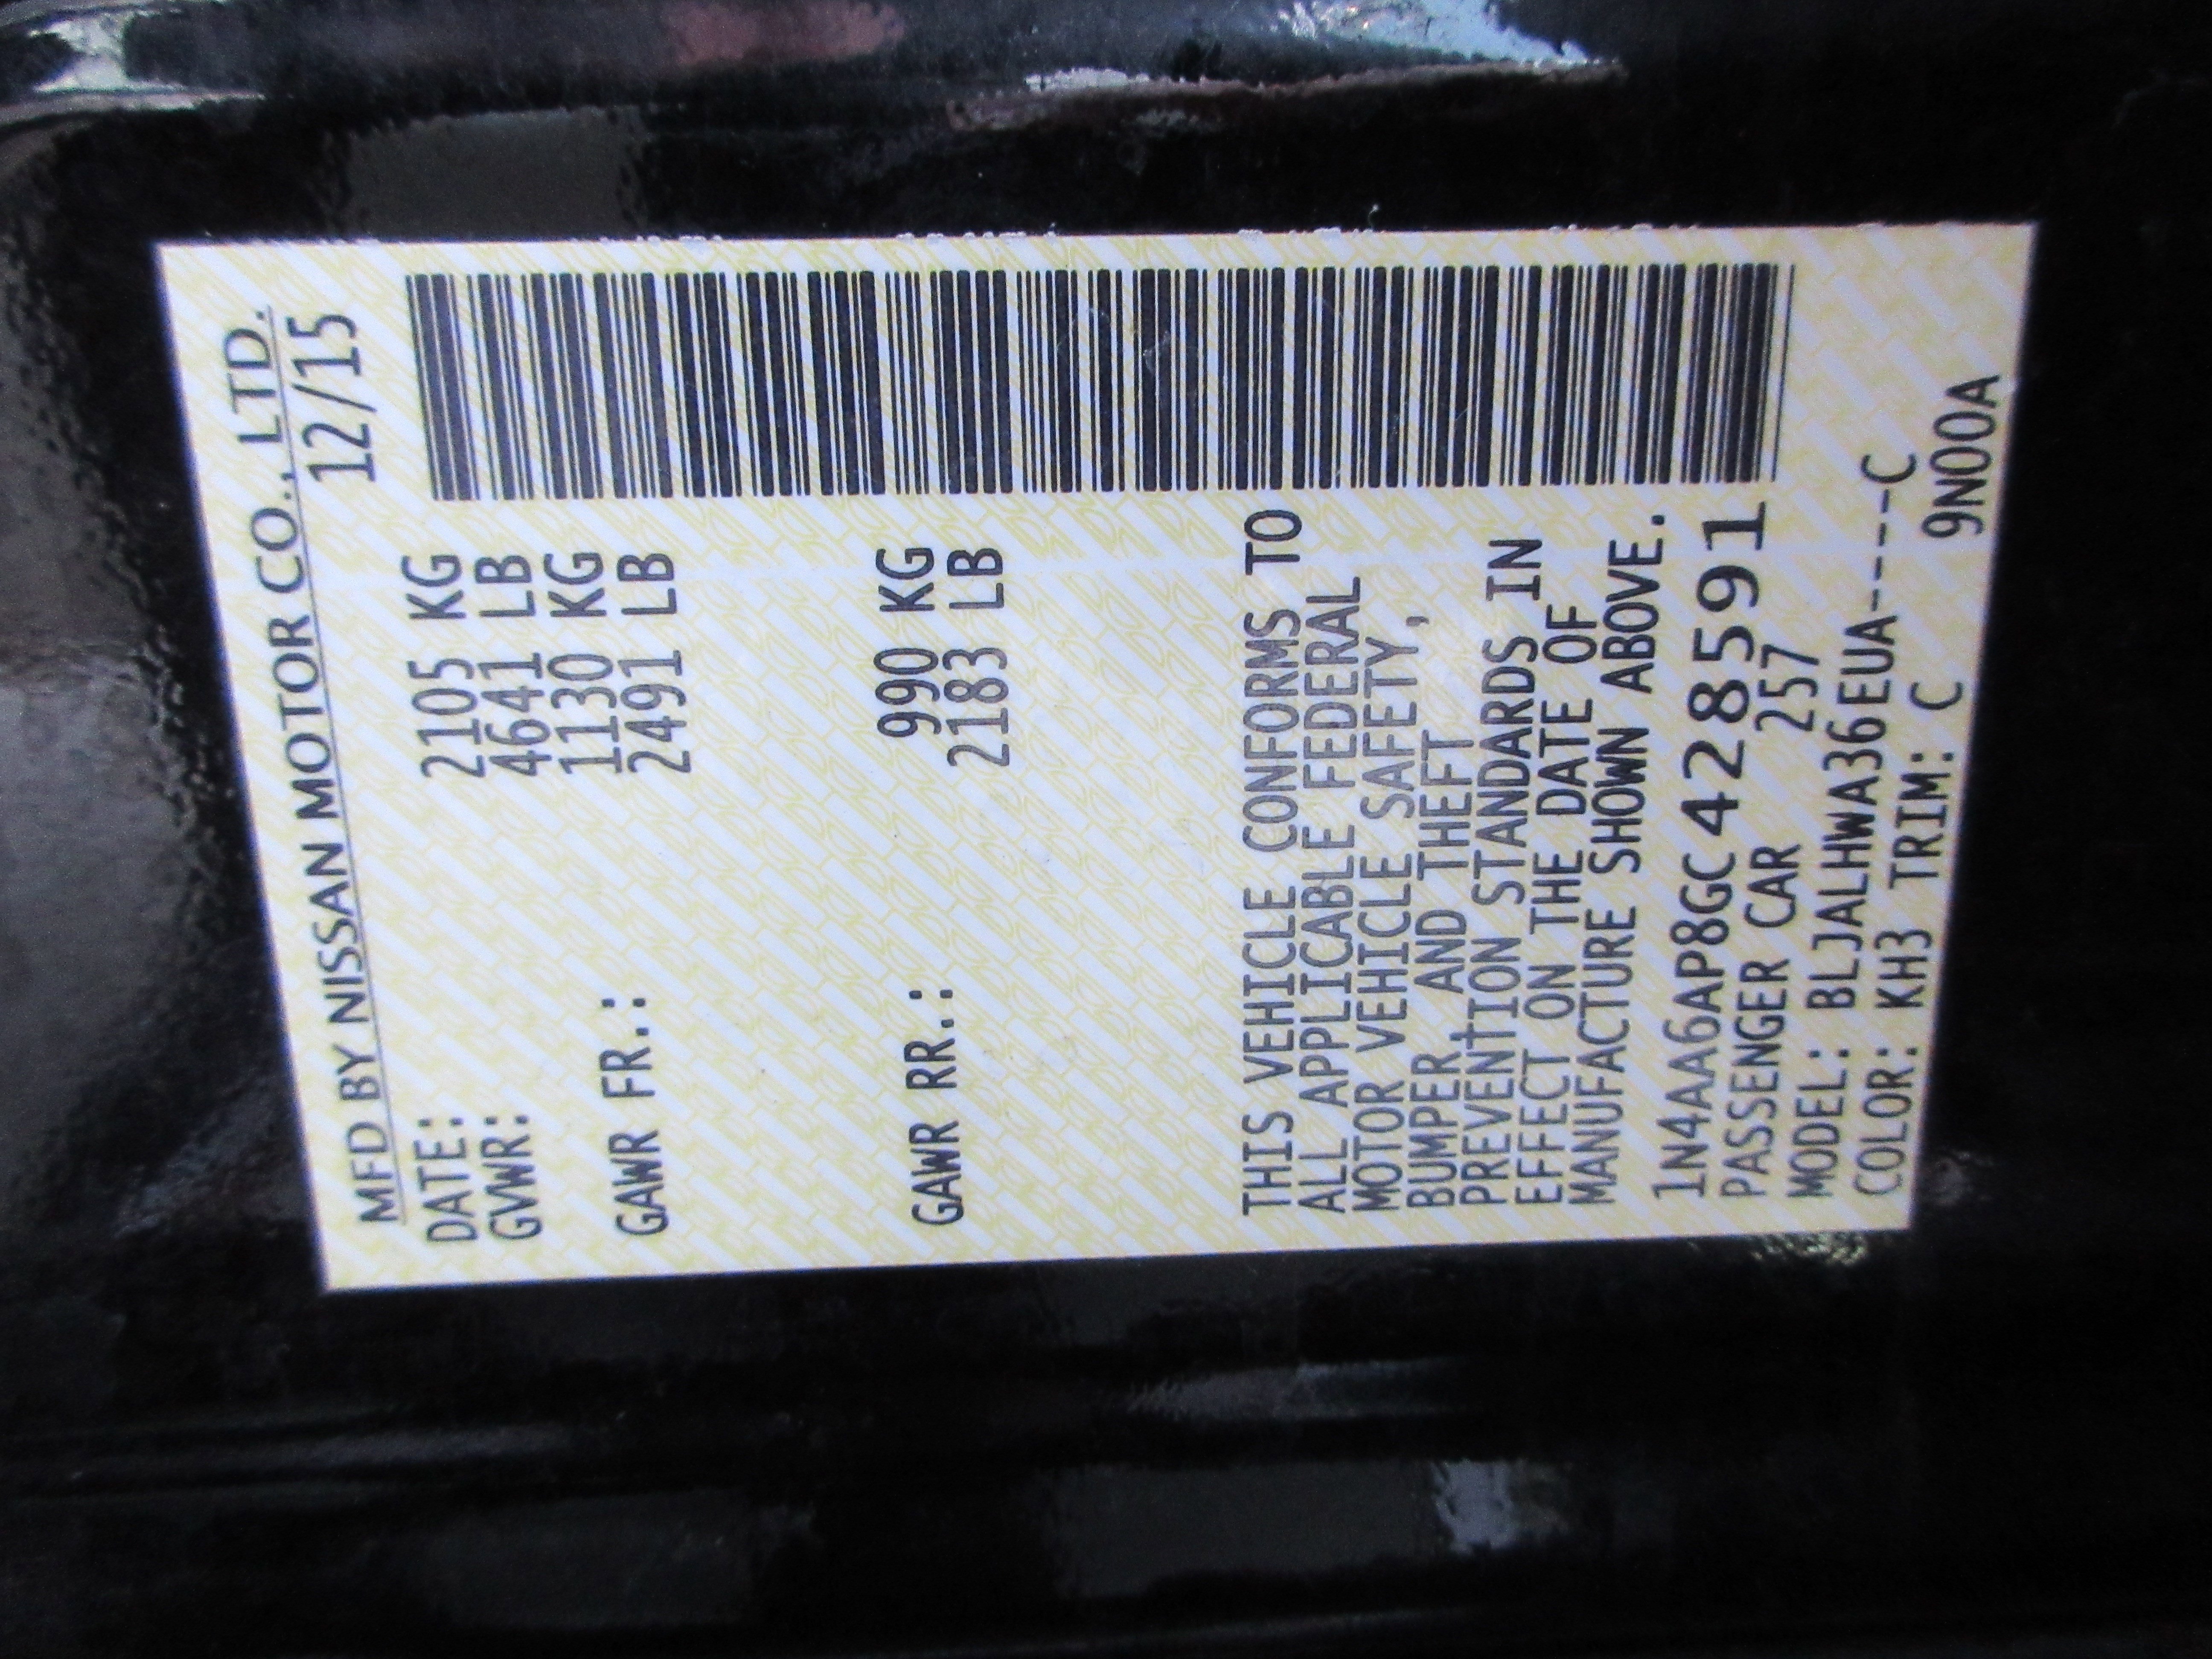 MFD BY NISSAN MOTOR CO., LTD.
DATE: 12/15
GVWR: 2105 KG
4641 LB
GAWR FR.: 1130 KG
2491 LB
GAWR RR.: 990 KG
2183 LB
THIS VEHICLE CONFORMS TO
ALL APPLICABLE FEDERAL
MOTOR VEHICLE SAFETY,
BUMPER, AND THEFT
PREVENTION STANDARDS IN
EFFECT ON THE DATE OF
MANUFACTURE SHOWN ABOVE.
1N4AA6AP8GC428591
PASSENGER CAR 257
MODEL: BLJALHWA36EUA-----C
COLOR: KH3 TRIM: C 9N00A